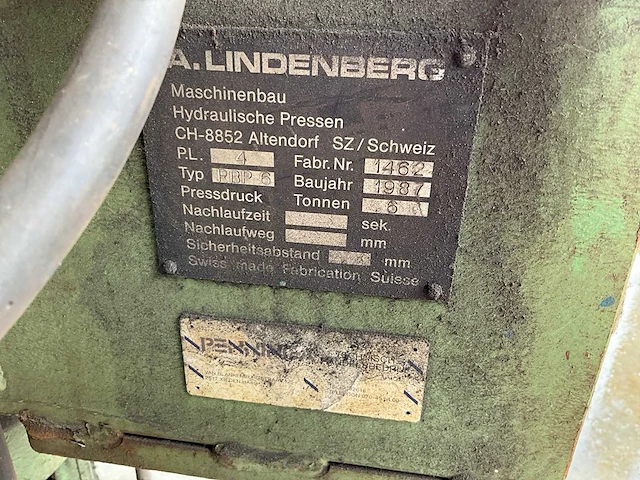 A. LINDENBERG
Maschinenbau
Hydraulische Pressen
CH-8852 Altendorf SZ/Schweiz
P.L. 4 Fabr. Nr. 1462
Typ RBP 6 Baujahr 1987
Pressdruck Tonnen 6
Nachlaufzeit sek.
Nachlaufweg mm
Sicherheitsabstand mm
Swiss made Fabrication Suisse